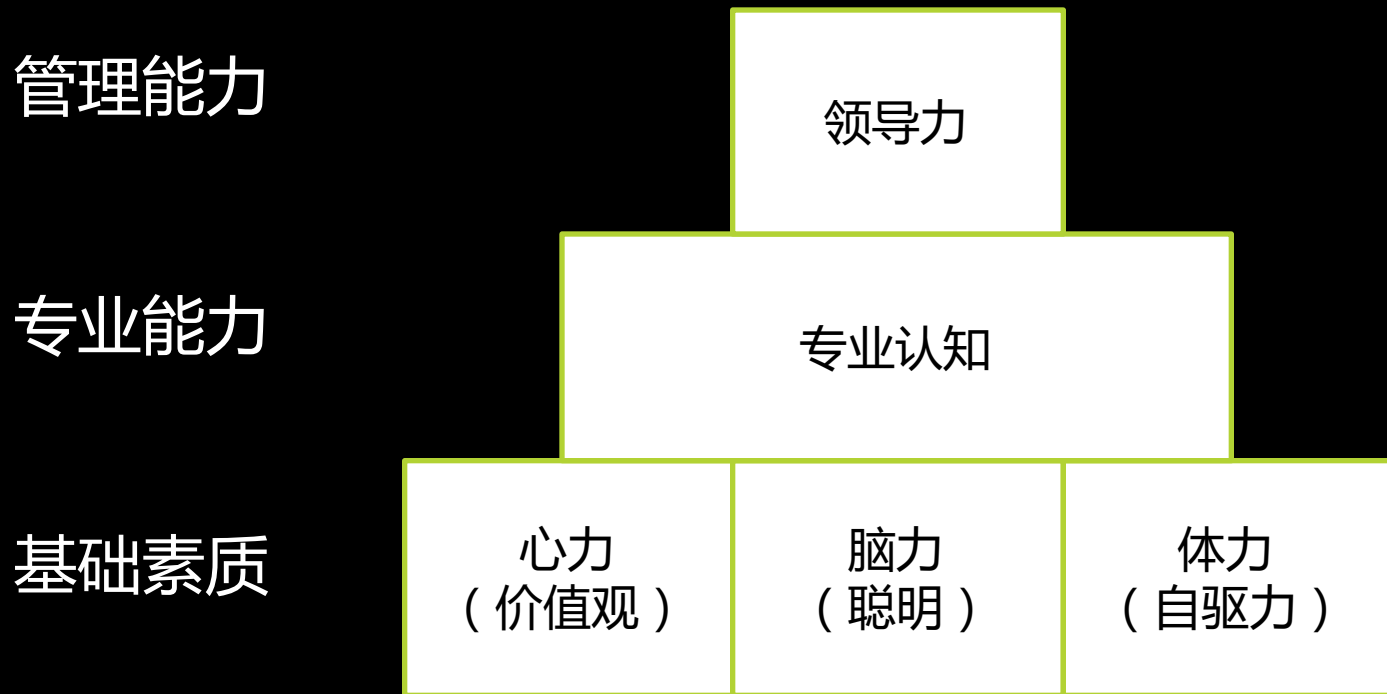 管理能力
领导力
专业能力
专业认知
基础素质
心力
（价值观）
脑力
（聪明）
体力
（自驱力）